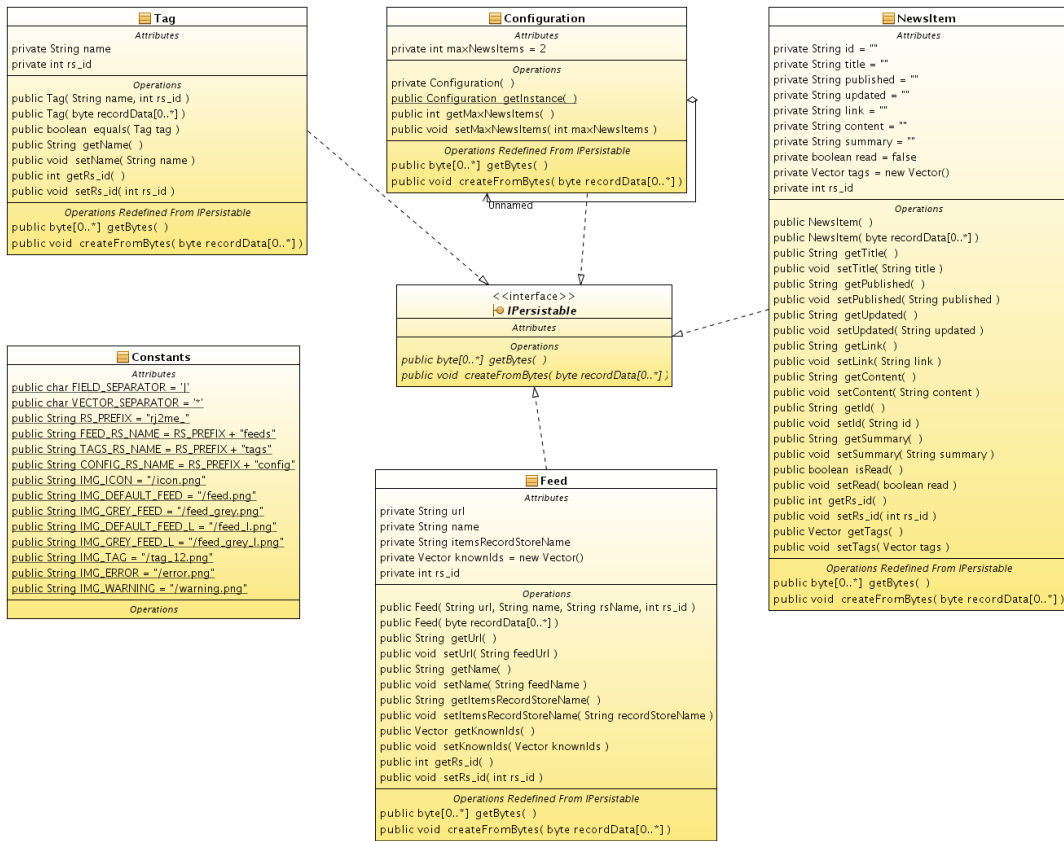 Tag
Attributes
private String name
private int rs_id
Operations
public Tag( String name, int rs_id )
public Tag( byte recordData[0..*] )
public boolean equals( Tag tag )
public String getName( )
public void setName( String name )
public int getRs_id( )
public void setRs_id( int rs_id )
Operations Redefined From IPersistable
public byte[0..*] getBytes( )
public void createFromBytes( byte recordData[0..*] )
Configuration
Attributes
private int maxNewsItems = 2
Operations
private Configuration( )
public Configuration getInstance( )
public int getMaxNewsItems( )
public void setMaxNewsItems( int maxNewsItems )
Operations Redefined From IPersistable
public byte[0..*] getBytes( )
public void createFromBytes( byte recordData[0..*] )
Unnamed
NewsItem
Attributes
private String id = ""
private String title = ""
private String published = ""
private String updated = ""
private String link = ""
private String content = ""
private String summary = ""
private boolean read = false
private Vector tags = new Vector()
private int rs_id
Operations
public NewsItem( )
public NewsItem( byte recordData[0..*] )
public String getTitle( )
public void setTitle( String title )
public String getPublished( )
public void setPublished( String published )
public String getUpdated( )
public void setUpdated( String updated )
public String getLink( )
public void setLink( String link )
public String getContent( )
public void setContent( String content )
public String getId( )
public void setId( String id )
public String getSummary( )
public void setSummary( String summary )
public boolean isRead( )
public void setRead( boolean read )
public int getRs_id( )
public void setRs_id( int rs_id )
public Vector getTags( )
public void setTags( Vector tags )
Operations Redefined From IPersistable
public byte[0..*] getBytes( )
public void createFromBytes( byte recordData[0..*] )
<<interface>>
IPersistable
Attributes
Operations
public byte[0..*] getBytes( )
public void createFromBytes( byte recordData[0..*] )
Constants
Attributes
public char FIELD_SEPARATOR = '|'
public char VECTOR_SEPARATOR = '*'
public String RS_PREFIX = "rj2me_"
public String FEED_RS_NAME = RS_PREFIX + "feeds"
public String TAGS_RS_NAME = RS_PREFIX + "tags"
public String CONFIG_RS_NAME = RS_PREFIX + "config"
public String IMG_ICON = "/icon.png"
public String IMG_DEFAULT_FEED = "/feed.png"
public String IMG_GREY_FEED = "/feed_grey.png"
public String IMG_DEFAULT_FEED_L = "/feed_l.png"
public String IMG_GREY_FEED_L = "/feed_grey_l.png"
public String IMG_TAG = "/tag_12.png"
public String IMG_ERROR = "/error.png"
public String IMG_WARNING = "/warning.png"
Operations
Feed
Attributes
private String url
private String name
private String itemsRecordStoreName
private Vector knownIds = new Vector()
private int rs_id
Operations
public Feed( String url, String name, String rsName, int rs_id )
public Feed( byte recordData[0..*] )
public String getUrl( )
public void setUrl( String feedUrl )
public String getName( )
public void setName( String feedName )
public String getItemsRecordStoreName( )
public void setItemsRecordStoreName( String recordStoreName )
public Vector getKnownIds( )
public void setKnownIds( Vector knownIds )
public int getRs_id( )
public void setRs_id( int rs_id )
Operations Redefined From IPersistable
public byte[0..*] getBytes( )
public void createFromBytes( byte recordData[0..*] )